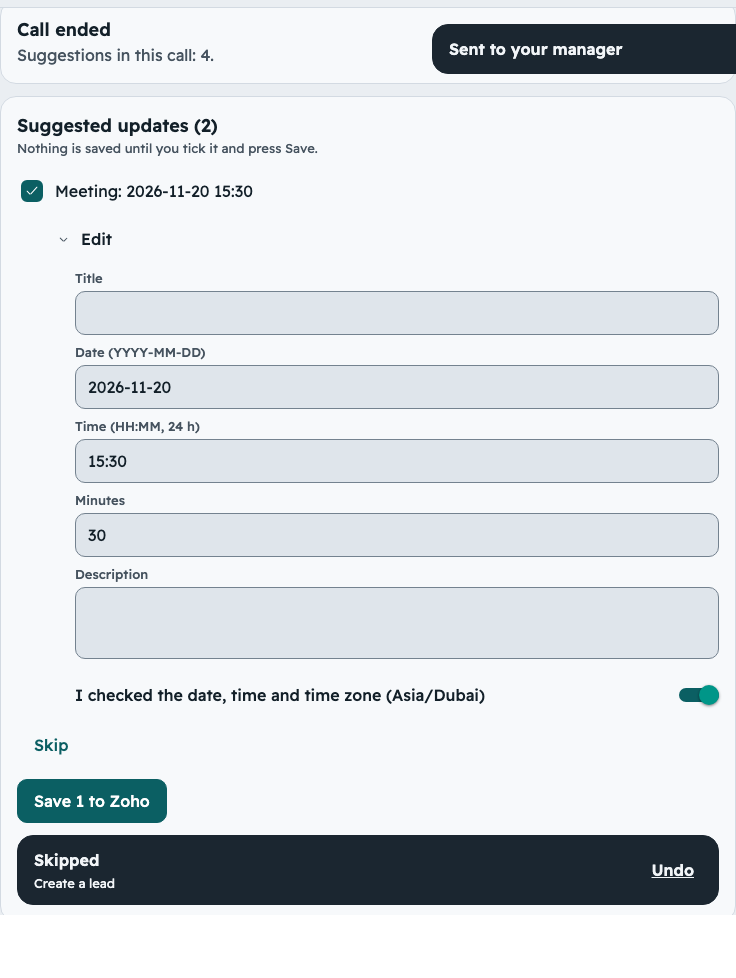 Call ended
Suggestions in this call: 4.
Sent to your manager
Suggested updates (2)
Nothing is saved until you tick it and press Save.
Meeting: 2026-11-20 15:30
Edit
Title
Date (YYYY-MM-DD)
2026-11-20
Time (HH:MM, 24 h)
15:30
Minutes
30
Description
I checked the date, time and time zone (Asia/Dubai)
Skip
Save 1 to Zoho
Skipped
Create a lead
Undo